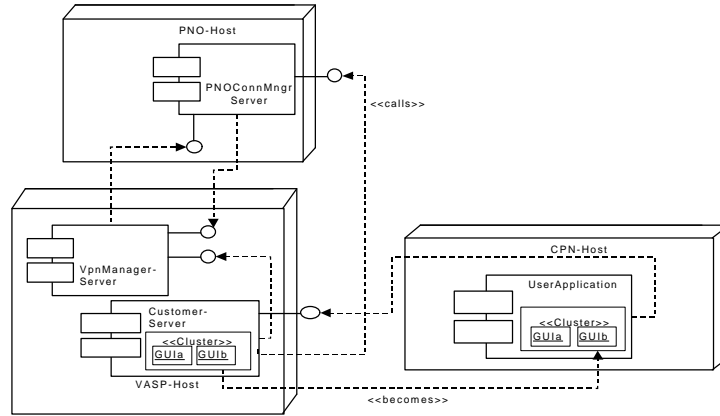 PNO-Host
PNOConnMngr
Server
<<calls>>
VpnManager-
Server
Customer-
Server
<<Cluster>>
GUIa GUIb
VASP-Host
CPN-Host
UserApplication
<<Cluster>>
GUIa GUIb
<<becomes>>